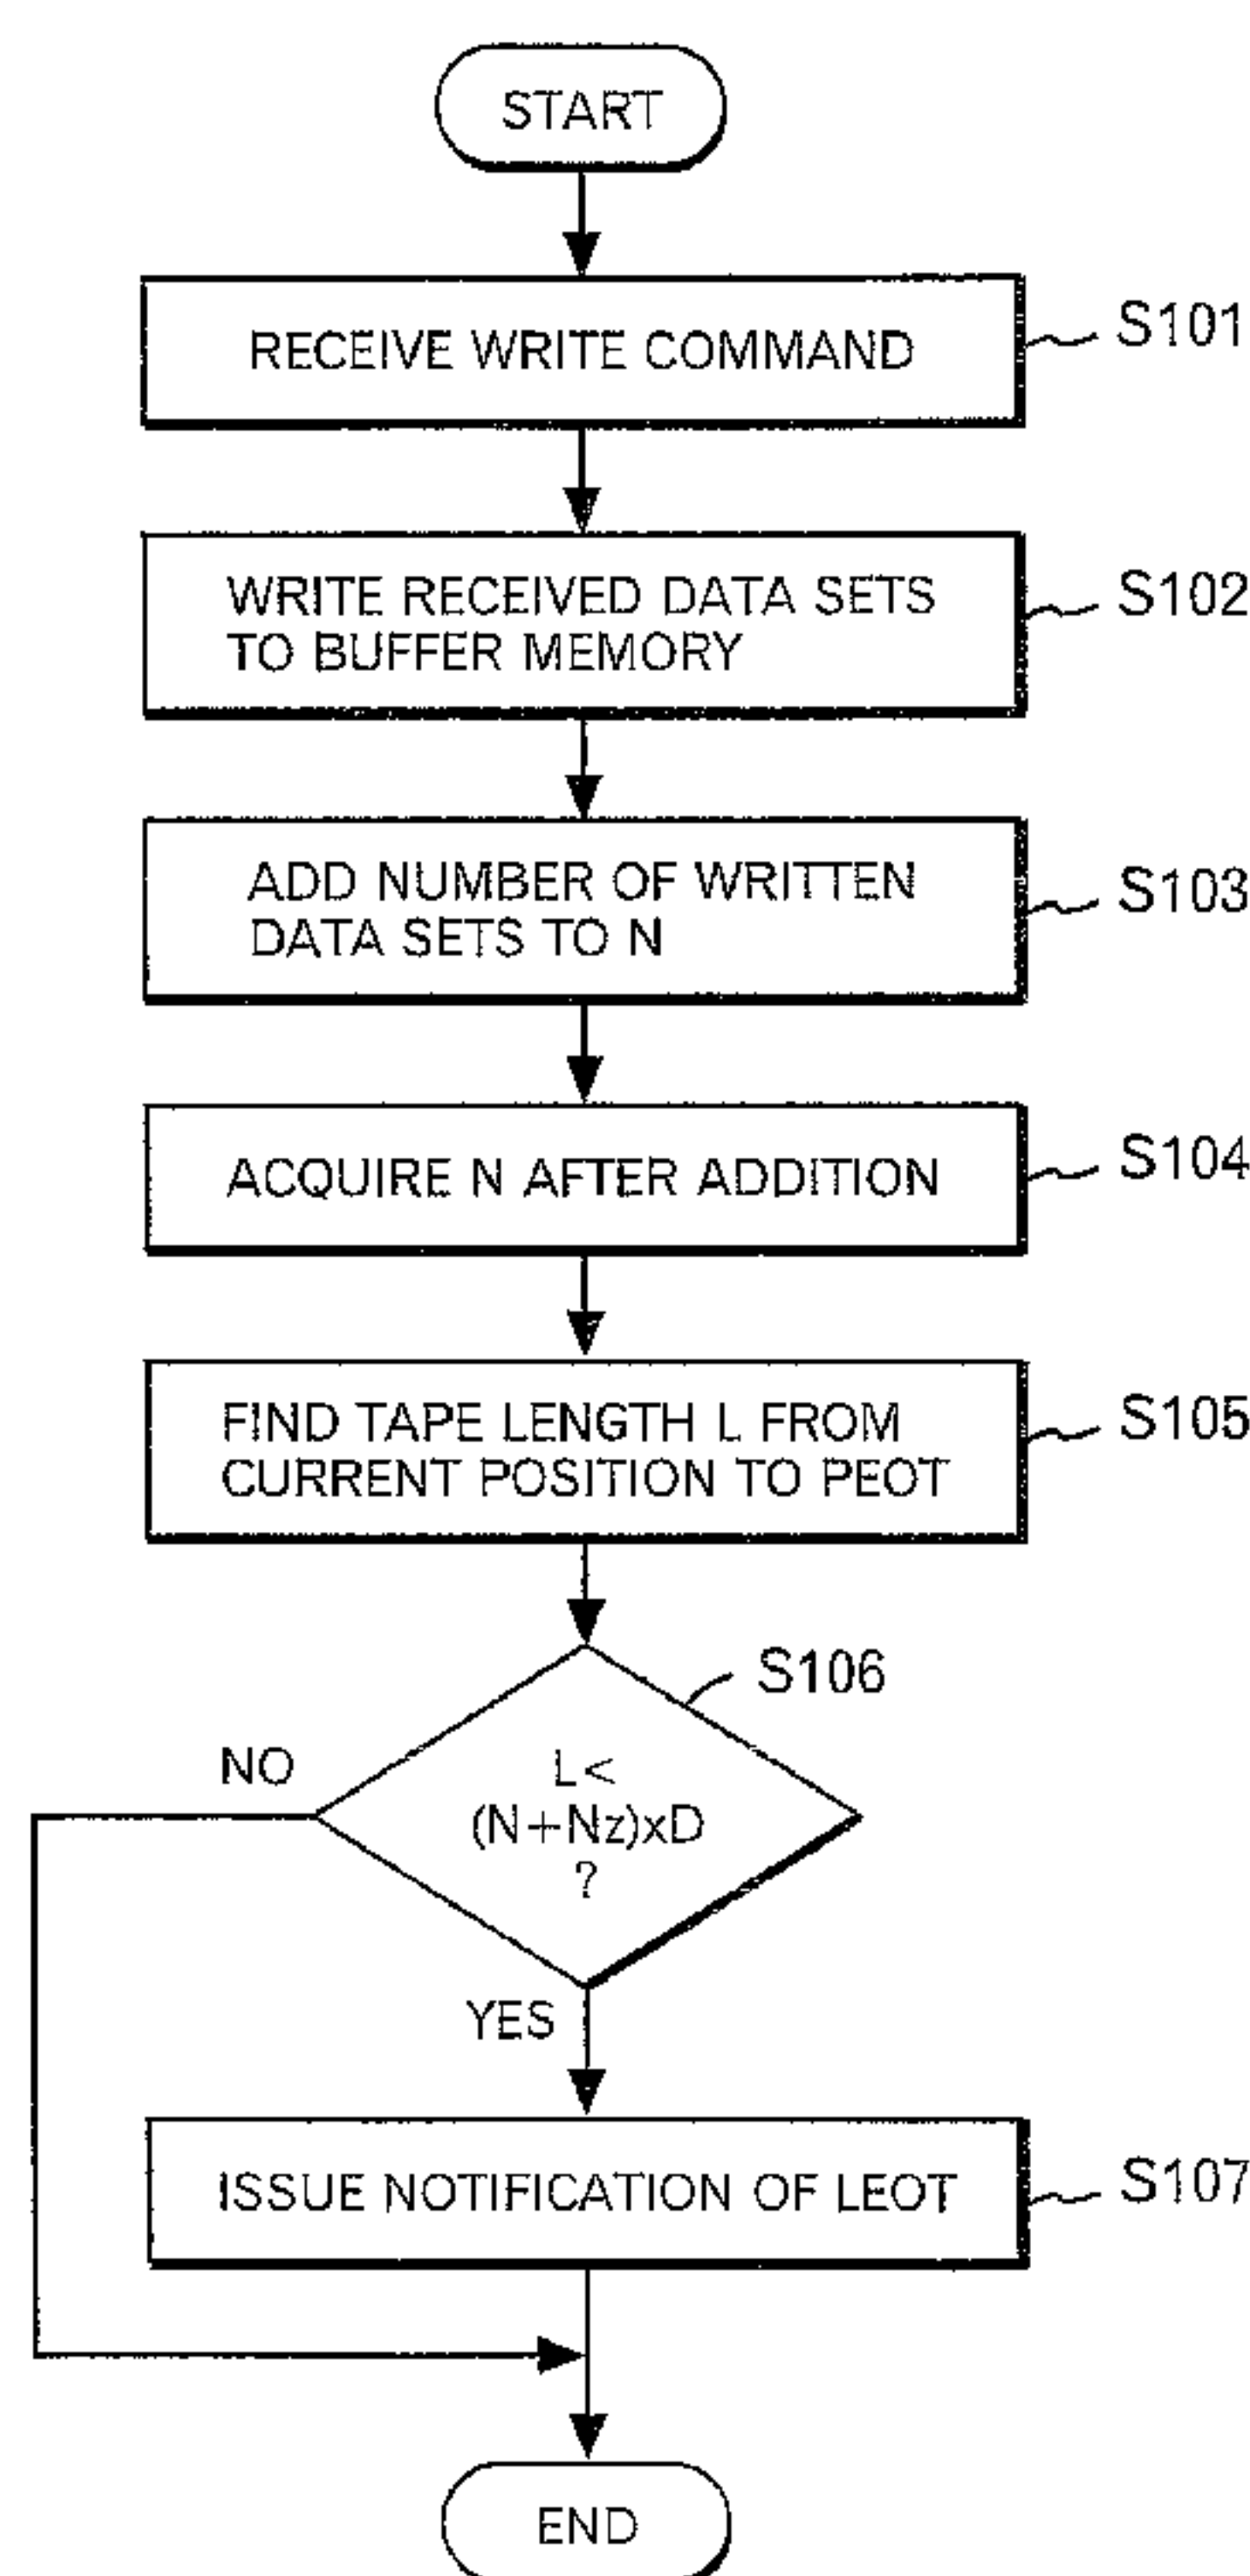 START
RECEIVE WRITE COMMAND
S101
WRITE RECEIVED DATA SETS
TO BUFFER MEMORY
S102
ADD NUMBER OF WRITTEN
DATA SETS TO N
S103
ACQUIRE N AFTER ADDITION
S104
FIND TAPE LENGTH L FROM
CURRENT POSITION TO PEOT
S105
S106
NO
L<
(N+Nz)xD
?
YES
ISSUE NOTIFICATION OF LEOT
S107
END